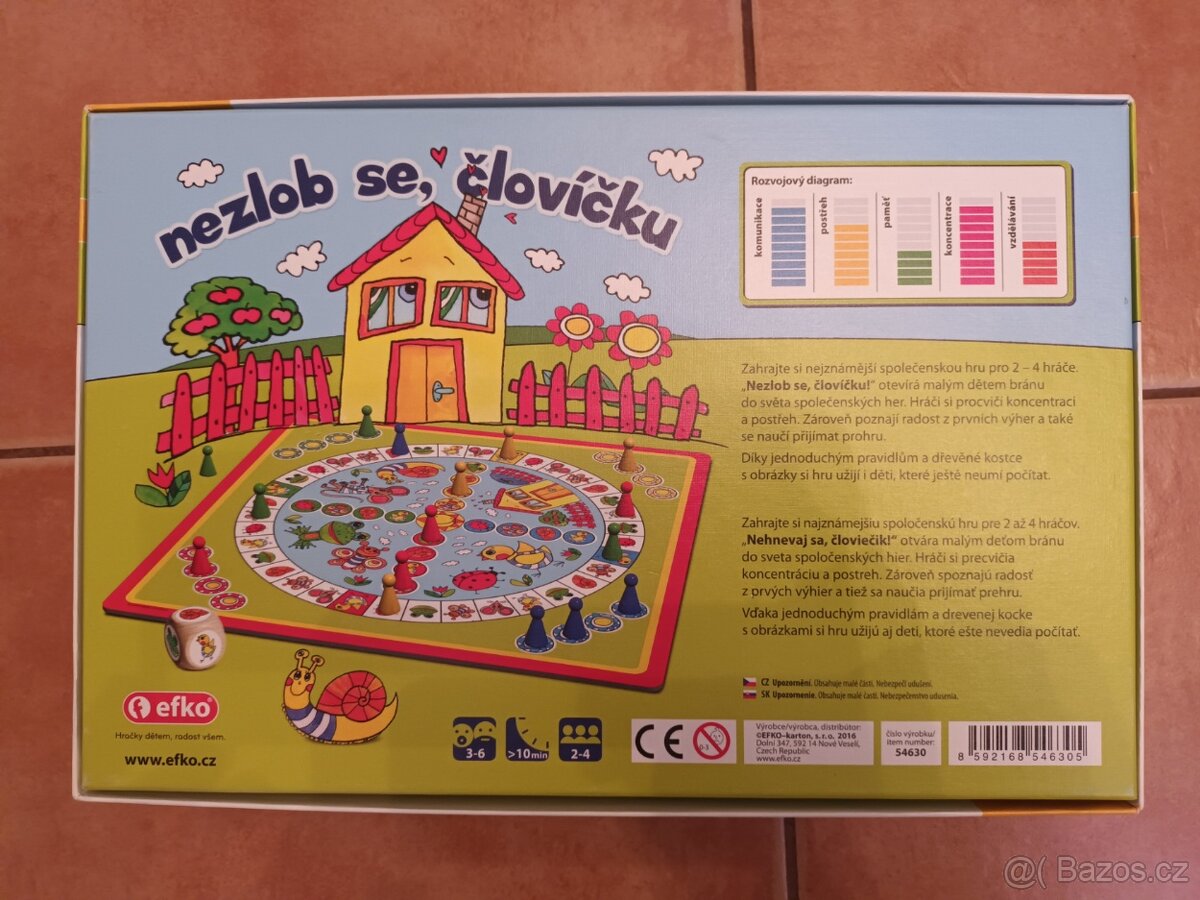 nezlob se, človíčku
Rozvojový diagram:
komunikace
postřeh
paměť
koncentrace
vzdělávání
Zahrajte si nejznámější společenskou hru pro 2 – 4 hráče.
„Nezlob se, človíčku!" otevírá malým dětem bránu
do světa společenských her. Hráči si procvičí koncentraci
a postřeh. Zároveň poznají radost z prvních výher a také
se naučí přijímat prohru.
Díky jednoduchým pravidlům a dřevěné kostce
s obrázky si hru užijí i děti, které ještě neumí počítat.
Zahrajte si najznámejšiu spoločenskú hru pre 2 až 4 hráčov.
„Nehnevaj sa, človiečik!" otvára malým deťom bránu
do sveta spoločenských hier. Hráči si precvičia
koncentráciu a postreh. Zároveň spoznajú radosť
z prvých výhier a tiež sa naučia prijímať prehru.
Vďaka jednoduchým pravidlám a drevenej kocke
s obrázkami si hru užijú aj deti, ktoré ešte nevedia počítať.
CZ Upozornění. Obsahuje malé části. Nebezpečí udušení.
SK Upozornenie. Obsahuje malé časti. Nebezpečenstvo udusenia.
efko
Hračky dětem, radost všem.
www.efko.cz
3-6
>10min
2-4
CE
0-3
Výrobce/výrobca, distributor:
©EFKO–karton, s.r.o. 2016
Dolní 347, 592 14 Nové Veselí,
Czech Republic
číslo výrobku/
item number:
54630
8 592168 546305
@( Bazos.cz